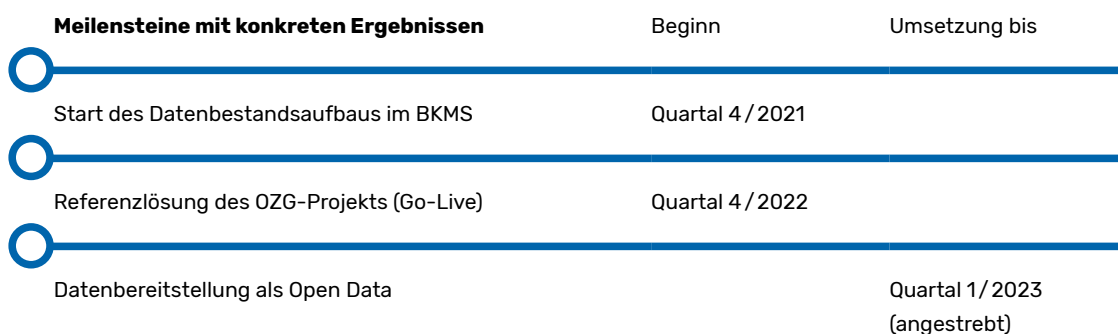 Meilensteine mit konkreten Ergebnissen Beginn Umsetzung bis
Start des Datenbestandsaufbaus im BKMS Quartal 4/2021
Referenzlösung des OZG-Projekts (Go-Live) Quartal 4/2022
Datenbereitstellung als Open Data Quartal 1/2023
(angestrebt)